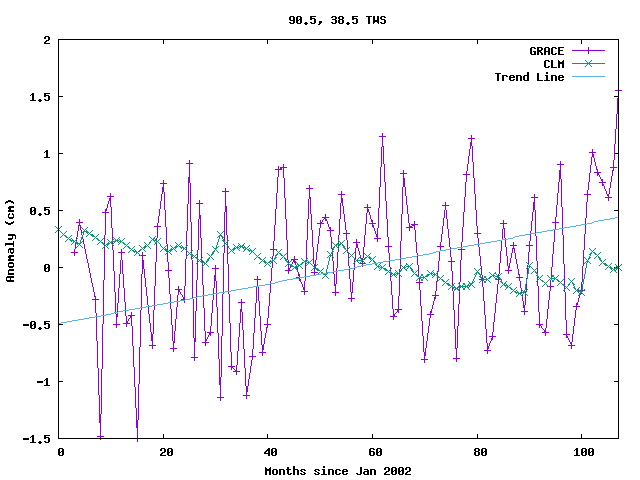 90.5, 38.5 TWS
GRACE
CLM
Trend Line
2
1.5
1
0.5
0
-0.5
-1
-1.5
Anomaly (cm)
0 20 40 60 80 100
Months since Jan 2002